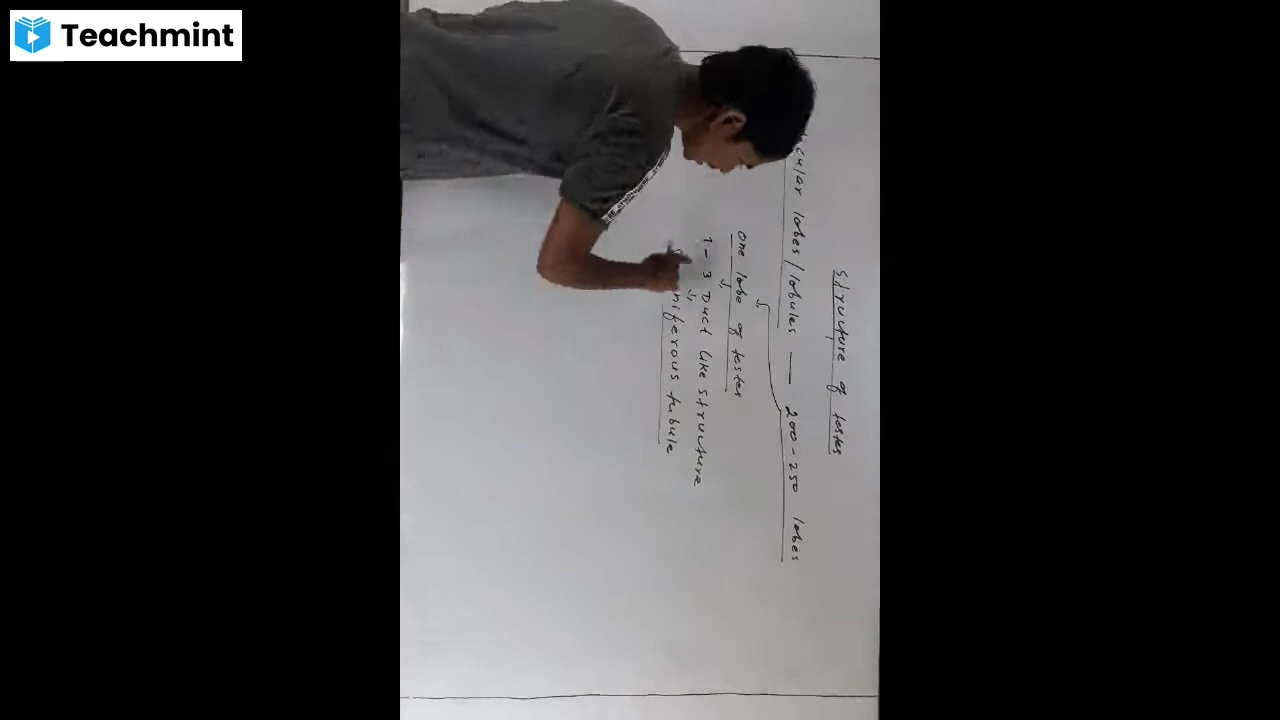 Teachmint
structure of testes
lobes/lobules — 200-250 lobes
one lobe of testes
1-3 Duct like structure
tubule